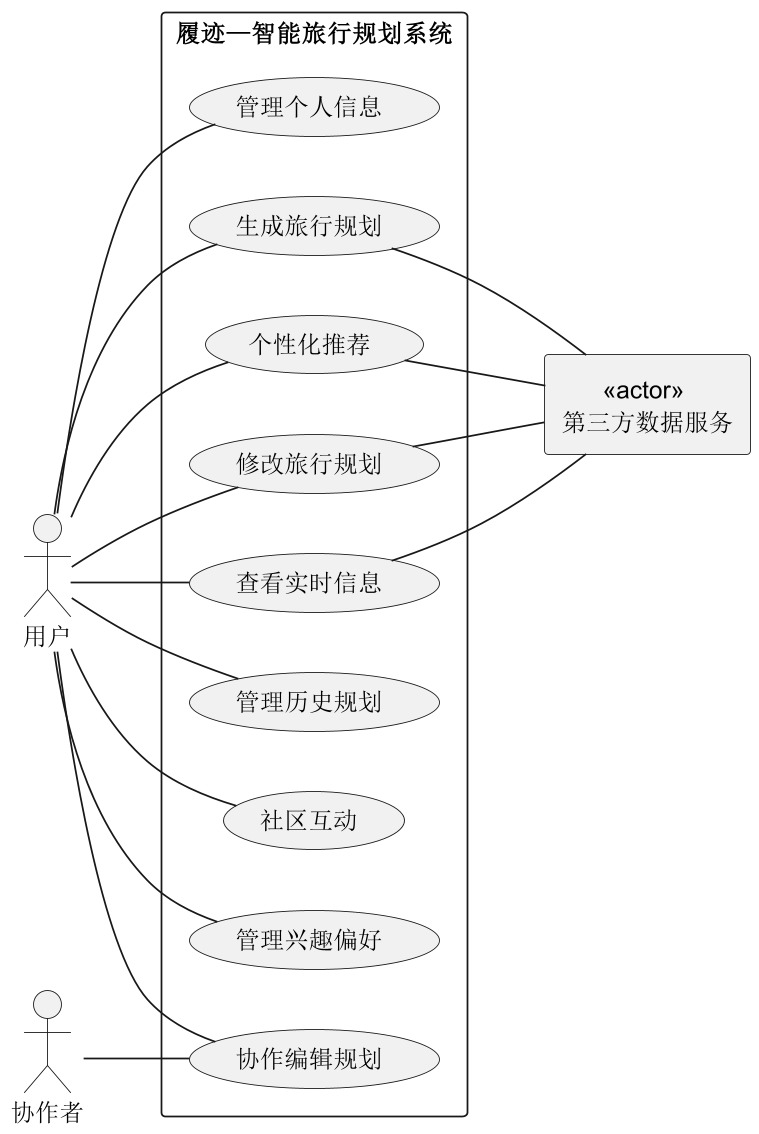 履迹—智能旅行规划系统
管理个人信息
生成旅行规划
个性化推荐
«actor»
第三方数据服务
修改旅行规划
查看实时信息
用户
管理历史规划
社区互动
管理兴趣偏好
协作编辑规划
协作者